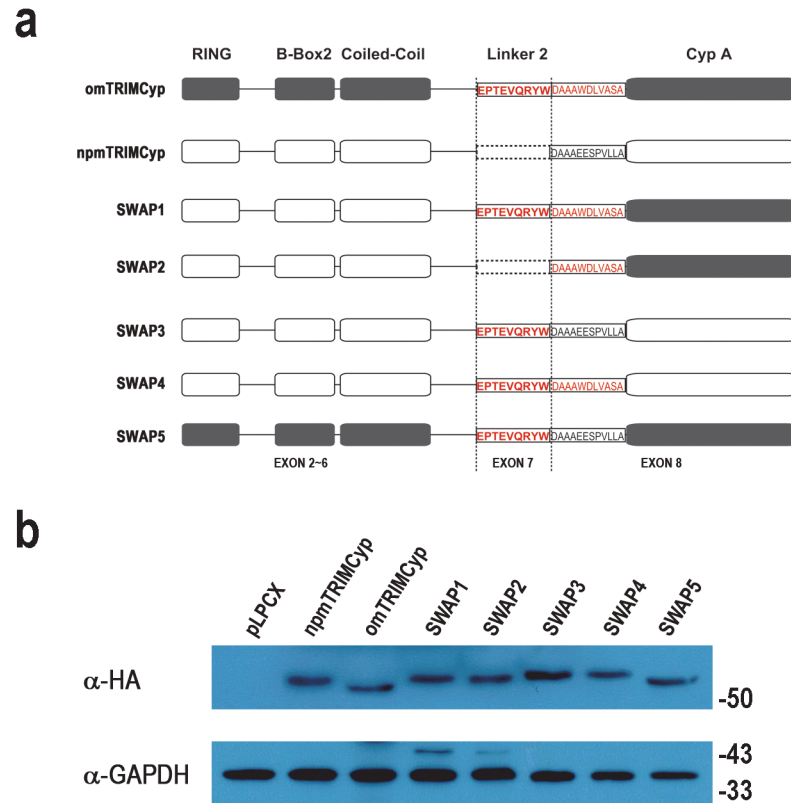 a
RING B-Box2 Coiled-Coil Linker 2 Cyp A
omTRIMCyp EPTEVQRYW DAAAWDLVASA
npmTRIMCyp DAAAEESPVLLA
SWAP1 EPTEVQRYW DAAAWDLVASA
SWAP2 DAAAWDLVASA
SWAP3 EPTEVQRYW DAAAEESPVLLA
SWAP4 EPTEVQRYW DAAAWDLVASA
SWAP5 EPTEVQRYW DAAAEESPVLLA
EXON 2~6 EXON 7 EXON 8
b
pLPCX npmTRIMCyp omTRIMCyp SWAP1 SWAP2 SWAP3 SWAP4 SWAP5
α-HA
-50
-43
α-GAPDH
-33